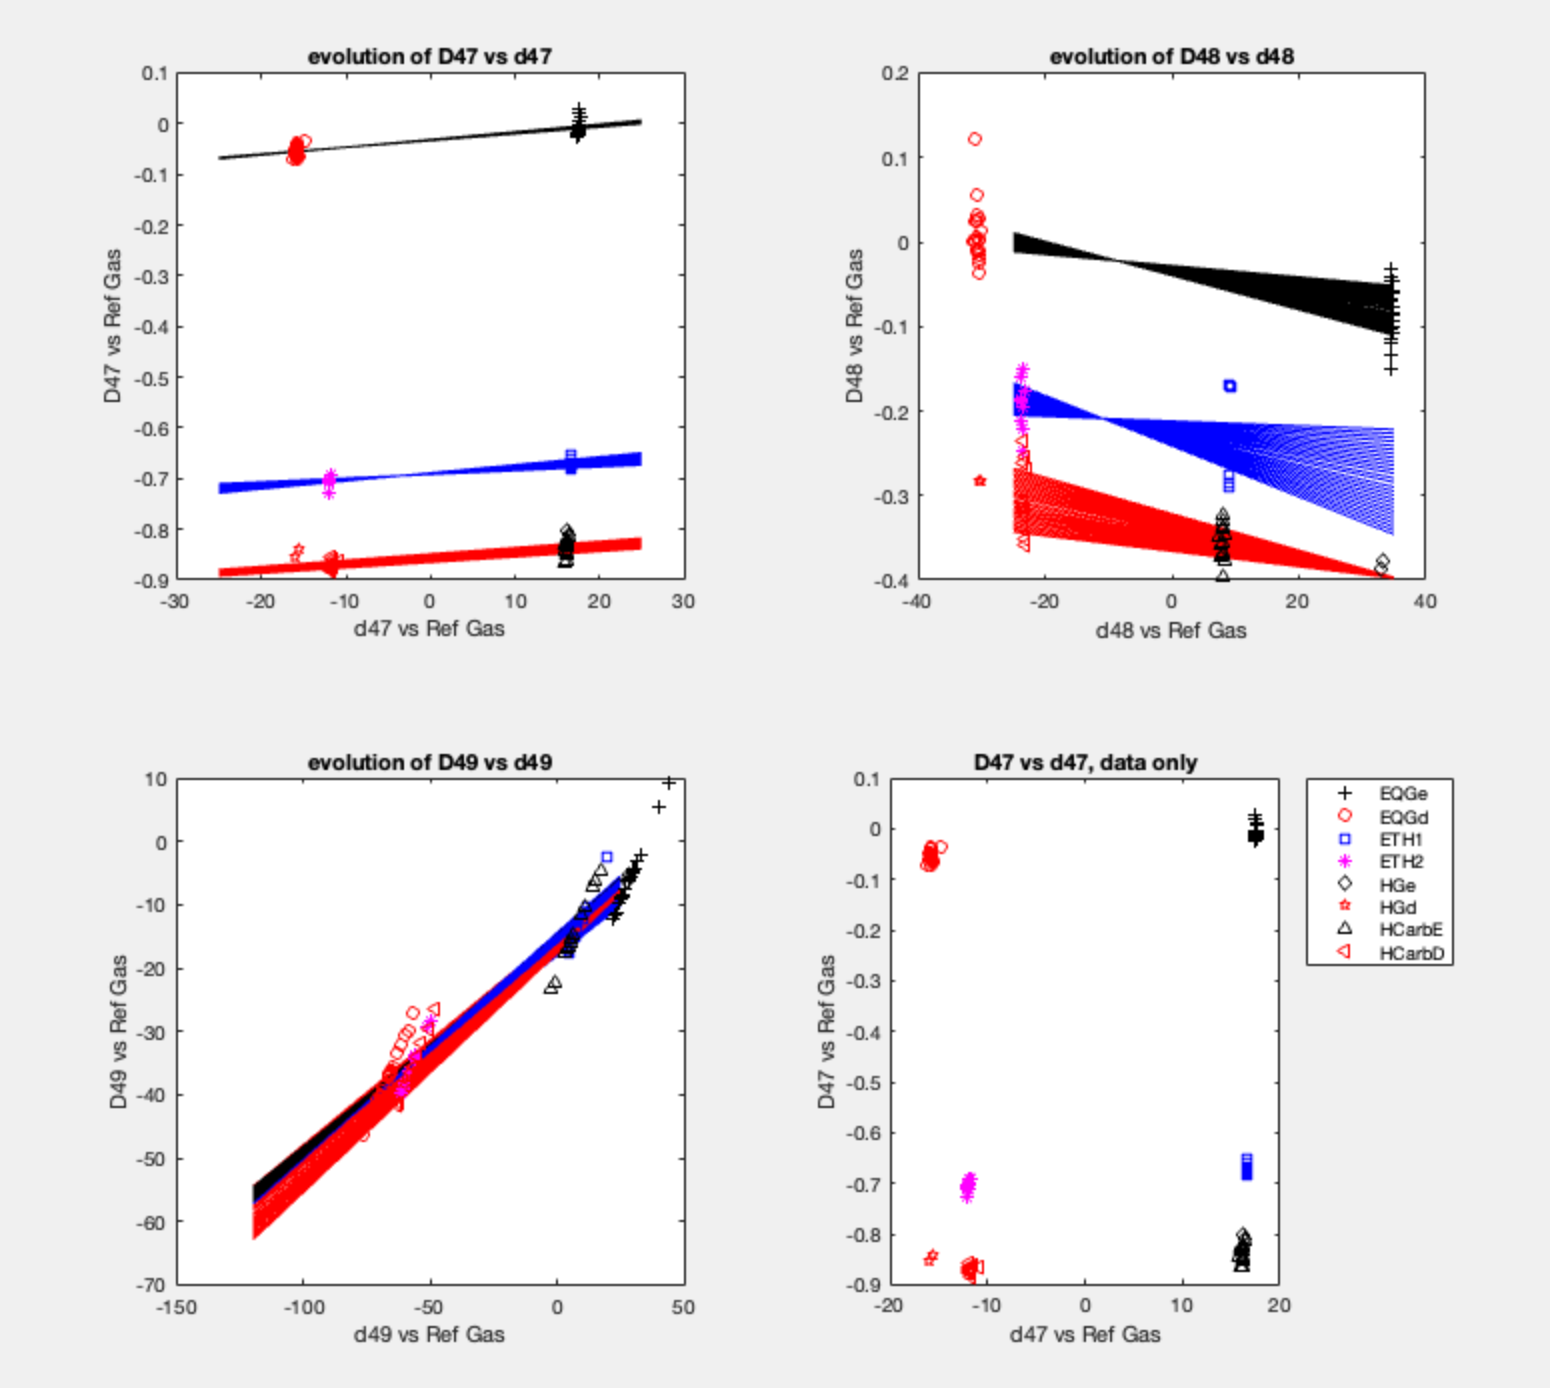 evolution of D47 vs d47
0.1
0
-0.1
-0.2
-0.3
-0.4
-0.5
-0.6
-0.7
-0.8
-0.9
D47 vs Ref Gas
-30 -20 -10 0 10 20 30
d47 vs Ref Gas
evolution of D48 vs d48
0.2
0.1
0
-0.1
-0.2
-0.3
-0.4
D48 vs Ref Gas
-40 -20 0 20 40
d48 vs Ref Gas
evolution of D49 vs d49
10
0
-10
-20
-30
-40
-50
-60
-70
D49 vs Ref Gas
-150 -100 -50 0 50
d49 vs Ref Gas
D47 vs d47, data only
0.1
0
-0.1
-0.2
-0.3
-0.4
-0.5
-0.6
-0.7
-0.8
-0.9
D47 vs Ref Gas
-20 -10 0 10 20
d47 vs Ref Gas
EQGe
EQGd
ETH1
ETH2
HGe
HGd
HCarbE
HCarbD